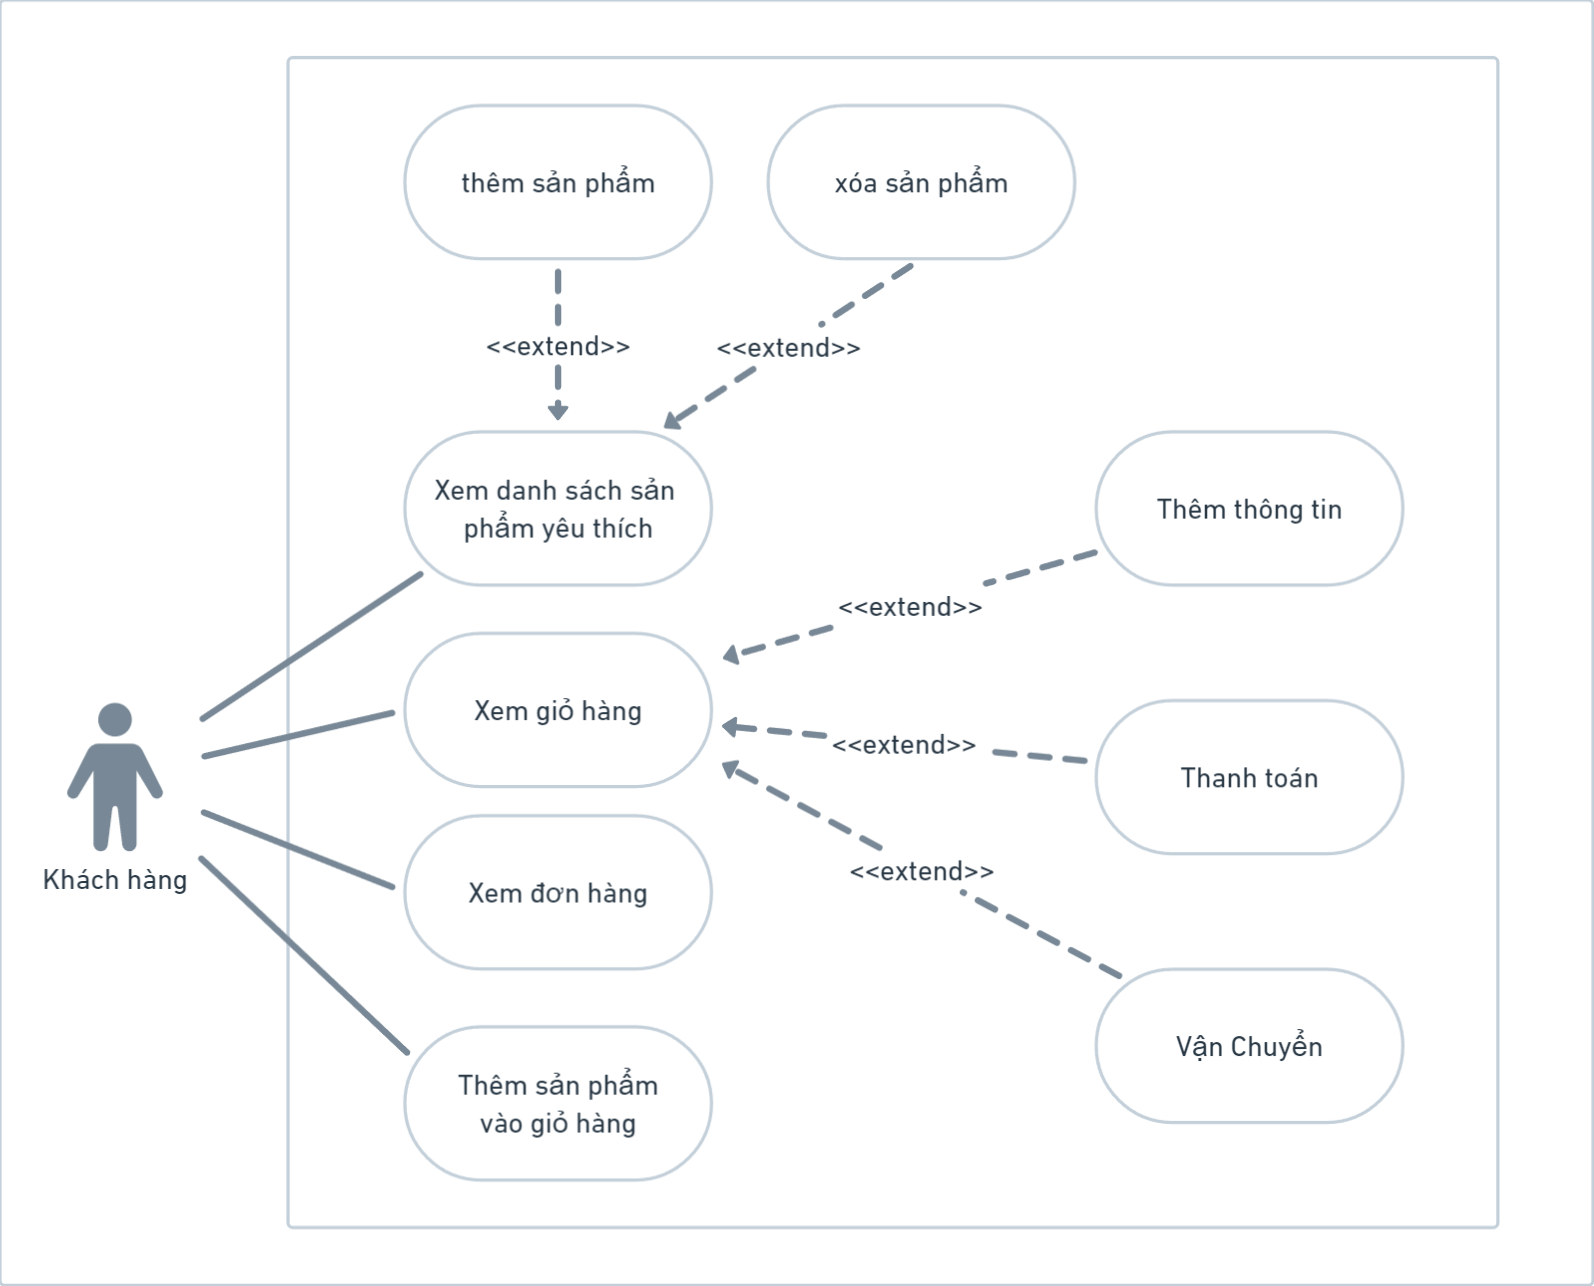 thêm sản phẩm
xóa sản phẩm
<<extend>>
<<extend>>
Xem danh sách sản
phẩm yêu thích
Thêm thông tin
<<extend>>
Xem giỏ hàng
<<extend>>
Thanh toán
<<extend>>
Khách hàng
Xem đơn hàng
Vận Chuyển
Thêm sản phẩm
vào giỏ hàng